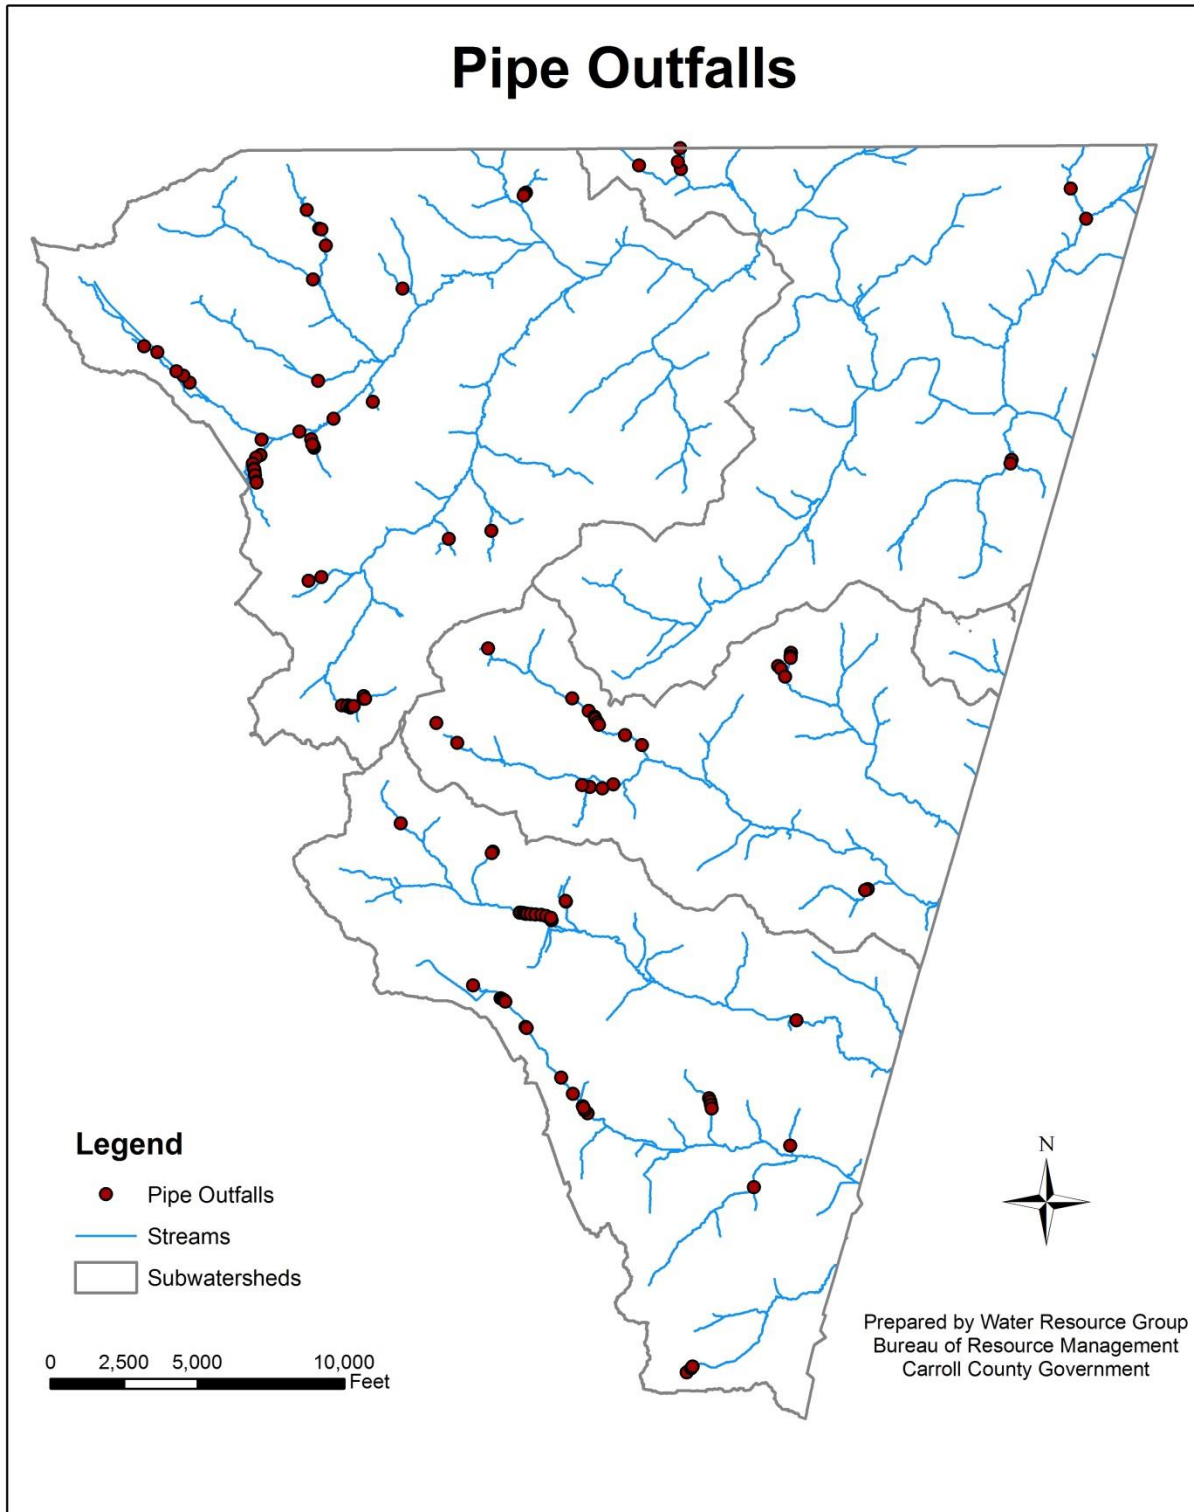 Pipe Outfalls
Legend
Pipe Outfalls
Streams
Subwatersheds
0 2,500 5,000 10,000
Feet
N
Prepared by Water Resource Group
Bureau of Resource Management
Carroll County Government